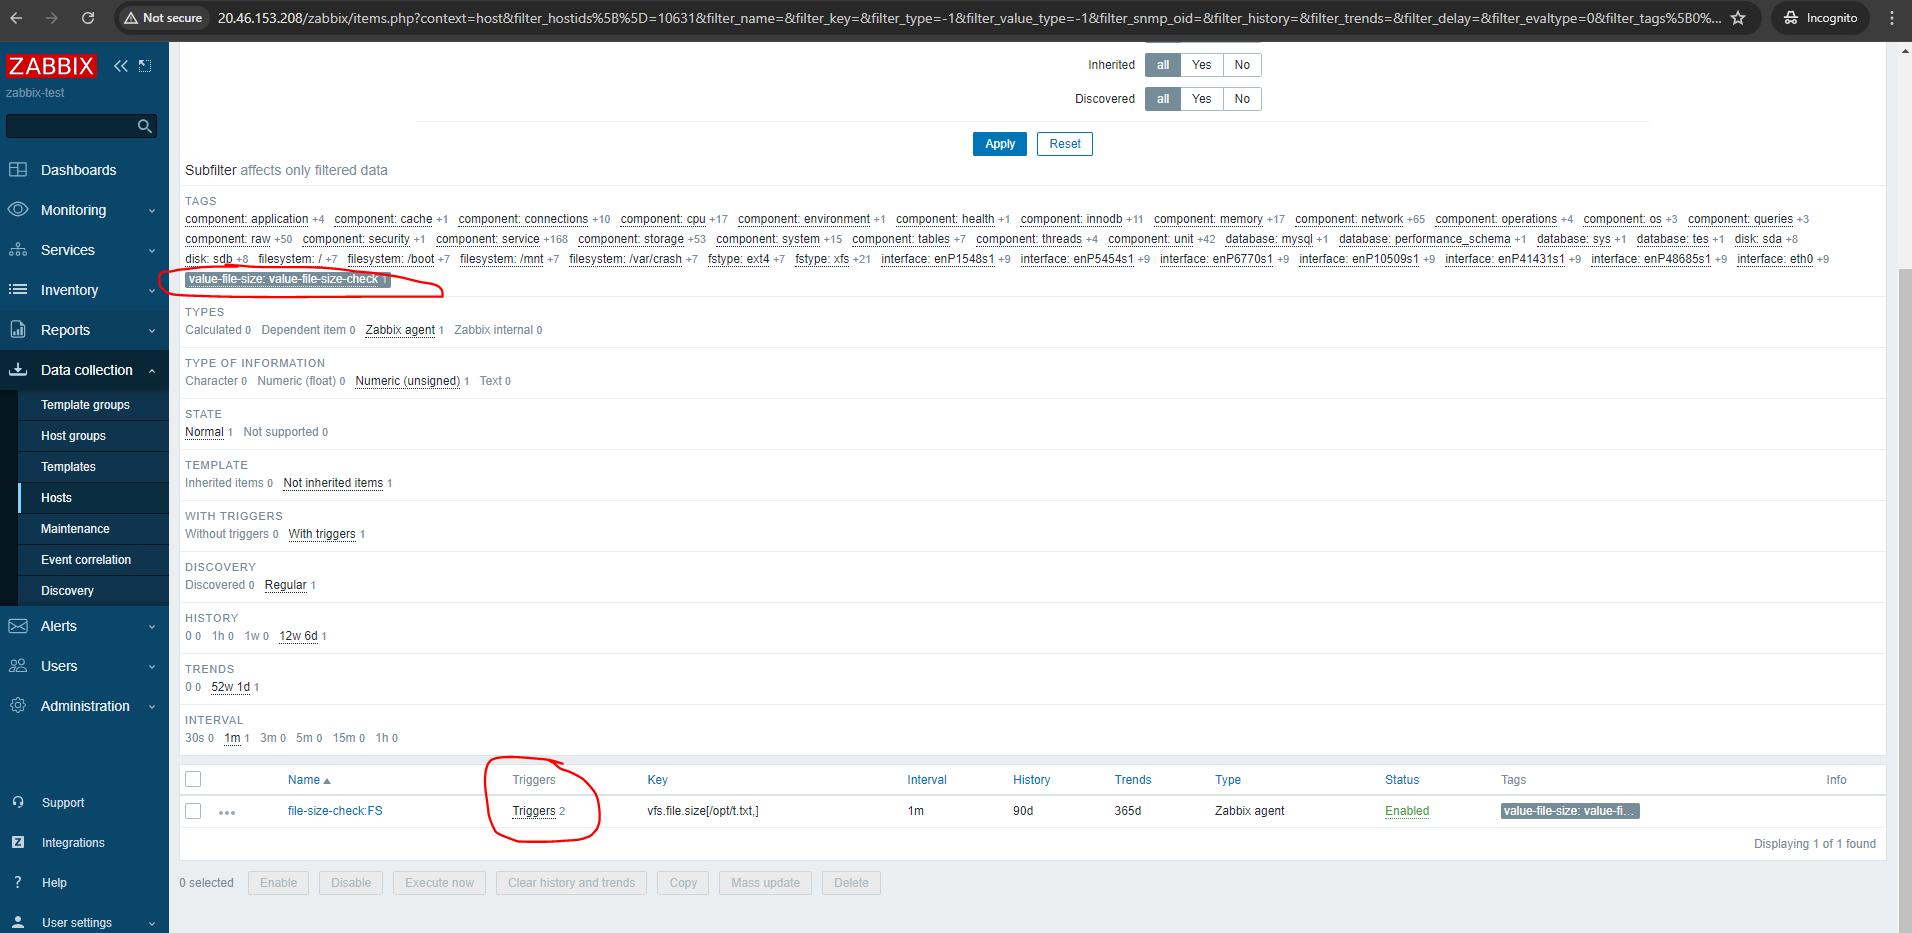 Not secure 20.46.153.208/zabbix/items.php?context=host&filter_hostids%5B%5D=10631&filter_name=&filter_key=&filter_type=-1&filter_value_type=-1&filter_snmp_oid=&filter_history=&filter_trends=&filter_delay=&filter_evaltype=0&filter_tags%5B0%... Incognito
ZABBIX
zabbix-test
Dashboards
Monitoring
Services
Inventory
Reports
Data collection
Template groups
Host groups
Templates
Hosts
Maintenance
Event correlation
Discovery
Alerts
Users
Administration
Support
Integrations
Help
User settings
Inherited all Yes No
Discovered all Yes No
Apply Reset
Subfilter affects only filtered data
TAGS
component: application +4 component: cache +1 component: connections +10 component: cpu +17 component: environment +1 component: health +1 component: innodb +11 component: memory +17 component: network +65 component: operations +4 component: os +3 component: queries +3
component: raw +50 component: security +1 component: service +168 component: storage +53 component: system +15 component: tables +7 component: threads +4 component: unit +42 database: mysql +1 database: performance_schema +1 database: sys +1 database: tes +1 disk: sda +8
disk: sdb +8 filesystem: / +7 filesystem: /boot +7 filesystem: /mnt +7 filesystem: /var/crash +7 fstype: ext4 +7 fstype: xfs +21 interface: enP1548s1 +9 interface: enP5454s1 +9 interface: enP6770s1 +9 interface: enP10509s1 +9 interface: enP41431s1 +9 interface: enP48685s1 +9 interface: eth0 +9
value-file-size: value-file-size-check 1
TYPES
Calculated 0 Dependent item 0 Zabbix agent 1 Zabbix internal 0
TYPE OF INFORMATION
Character 0 Numeric (float) 0 Numeric (unsigned) 1 Text 0
STATE
Normal 1 Not supported 0
TEMPLATE
Inherited items 0 Not inherited items 1
WITH TRIGGERS
Without triggers 0 With triggers 1
DISCOVERY
Discovered 0 Regular 1
HISTORY
0 0 1h 0 1w 0 12w 6d 1
TRENDS
0 0 52w 1d 1
INTERVAL
30s 0 1m 1 3m 0 5m 0 15m 0 1h 0
Name Triggers Key Interval History Trends Type Status Tags Info
file-size-check:FS Triggers 2 vfs.file.size[/opt/t.txt,] 1m 90d 365d Zabbix agent Enabled value-file-size: value-fi...
Displaying 1 of 1 found
0 selected Enable Disable Execute now Clear history and trends Copy Mass update Delete